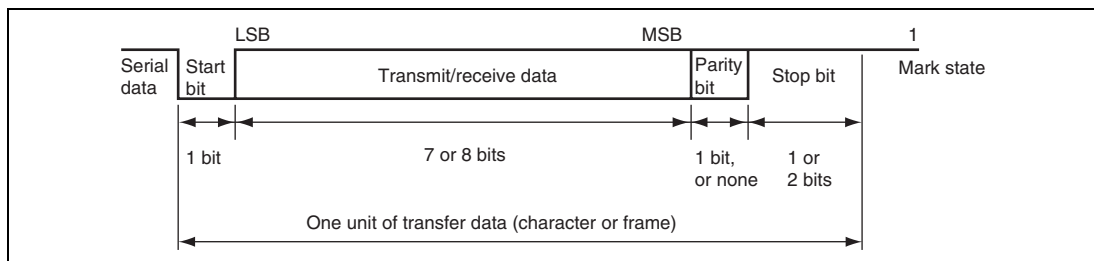 LSB MSB 1
Serial data
Start bit
Transmit/receive data
Parity bit
Stop bit
Mark state
1 bit
7 or 8 bits
1 bit, or none
1 or 2 bits
One unit of transfer data (character or frame)